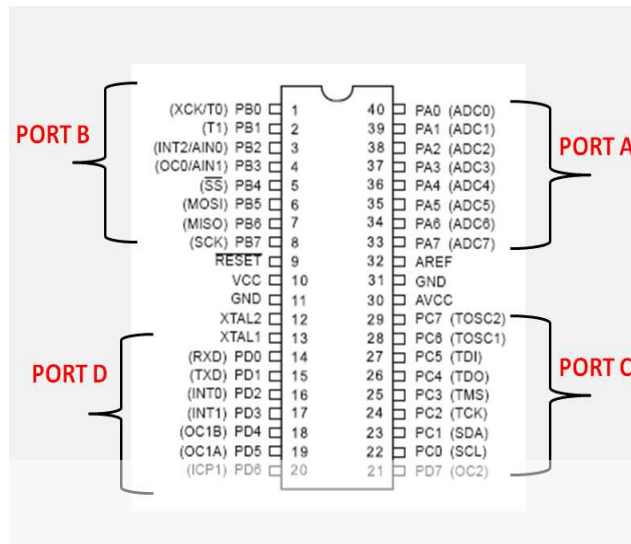 PORT B
(XCK/T0) PB0 1
(T1) PB1 2
(INT2/AIN0) PB2 3
(OC0/AIN1) PB3 4
(SS) PB4 5
(MOSI) PB5 6
(MISO) PB6 7
(SCK) PB7 8
RESET 9
VCC 10
GND 11
XTAL2 12
XTAL1 13
(RXD) PD0 14
(TXD) PD1 15
(INT0) PD2 16
(INT1) PD3 17
(OC1B) PD4 18
(OC1A) PD5 19
(ICP1) PD6 20
PORT D
40 PA0 (ADC0)
39 PA1 (ADC1)
38 PA2 (ADC2)
37 PA3 (ADC3)
36 PA4 (ADC4)
35 PA5 (ADC5)
34 PA6 (ADC6)
33 PA7 (ADC7)
32 AREF
31 GND
30 AVCC
29 PC7 (TOSC2)
28 PC6 (TOSC1)
27 PC5 (TDI)
26 PC4 (TDO)
25 PC3 (TMS)
24 PC2 (TCK)
23 PC1 (SDA)
22 PC0 (SCL)
21 PD7 (OC2)
PORT A
PORT C